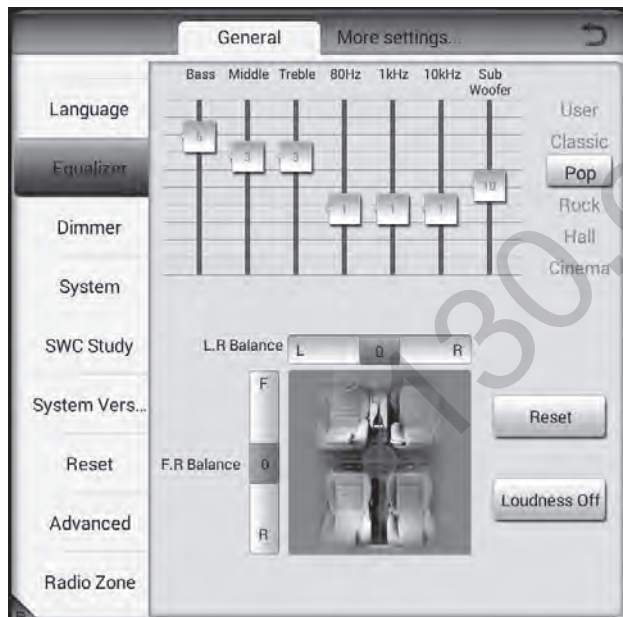 General
More settings...
Language
Equalizer
Dimmer
System
SWC Study
System Vers...
Reset
Advanced
Radio Zone
Bass Middle Treble 80Hz 1kHz 10kHz Sub
Woofer
5
3
3
1
1
1
10
User
Classic
Pop
Rock
Hall
Cinema
L.R Balance
L 0 R
F.R Balance
F
0
R
Reset
Loudness Off
130.9